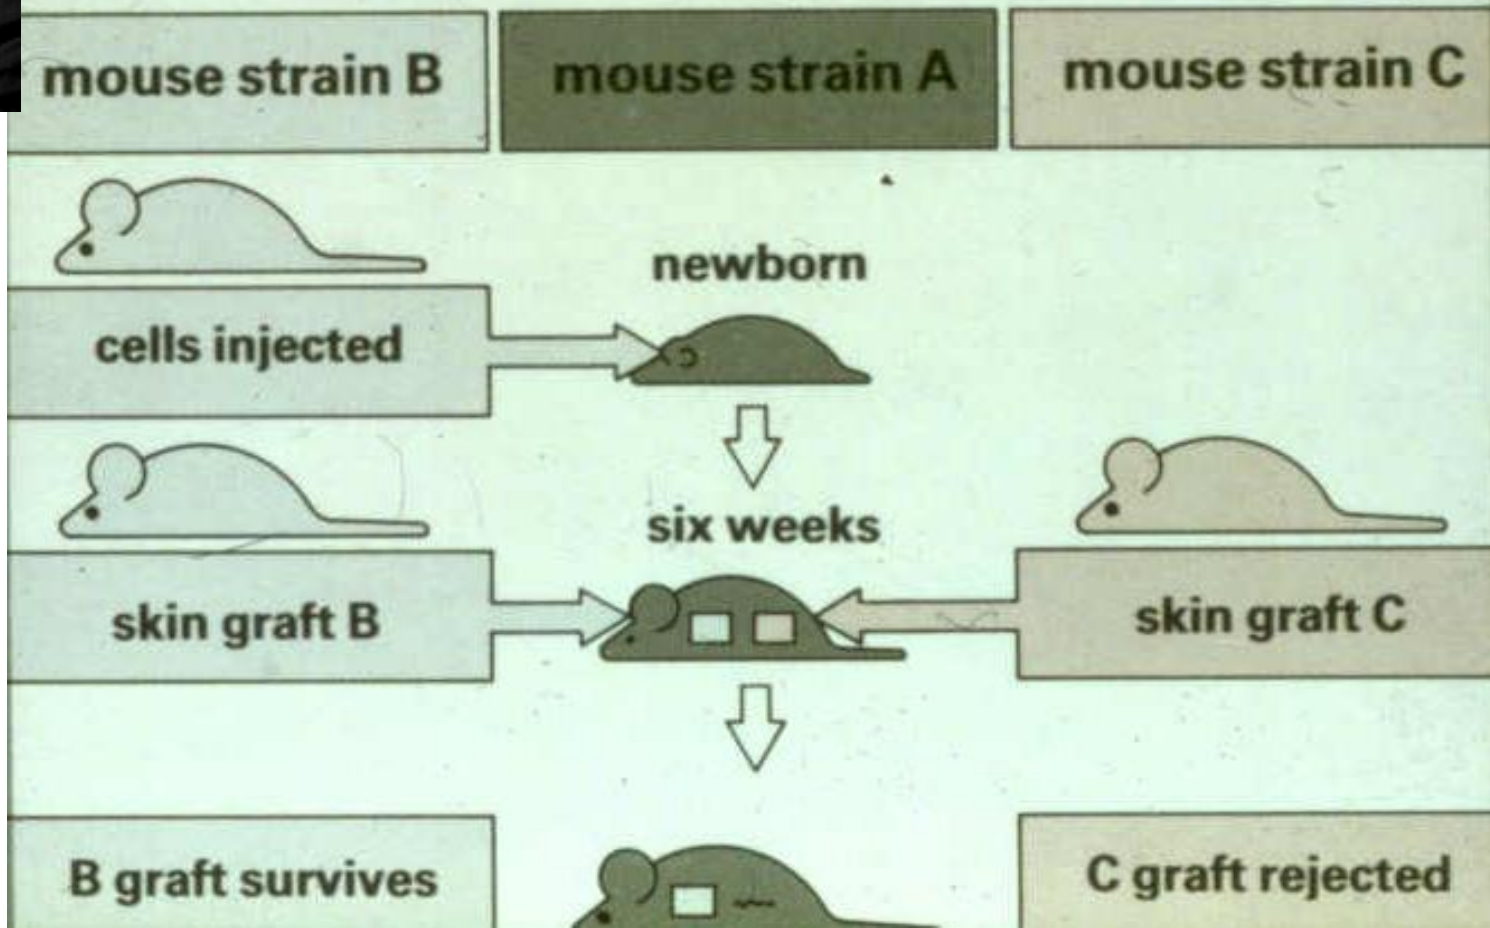 mouse strain B
mouse strain A
mouse strain C
newborn
cells injected
six weeks
skin graft B
skin graft C
B graft survives
C graft rejected